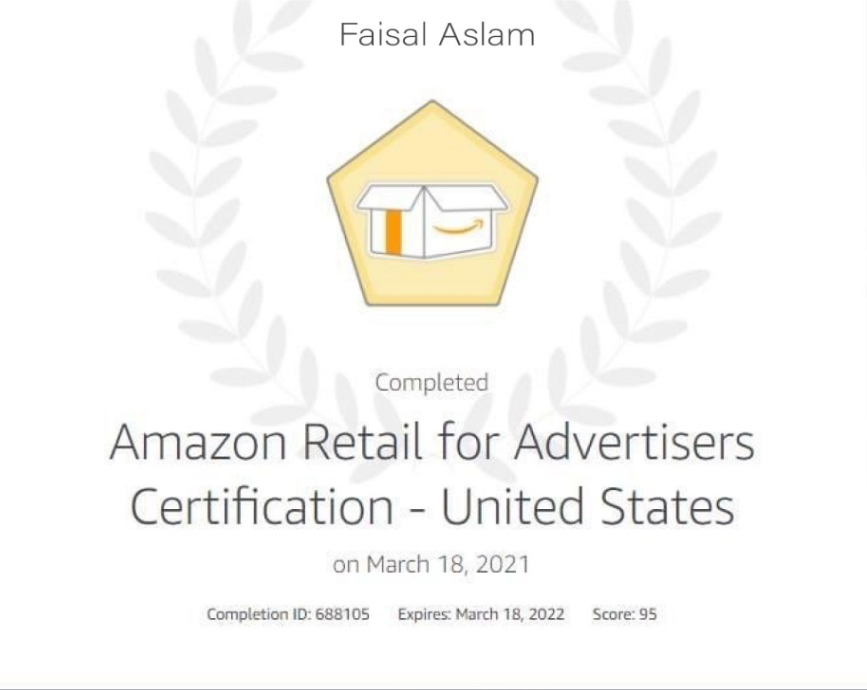 Faisal Aslam
Completed
Amazon Retail for Advertisers
Certification - United States
on March 18, 2021
Completion ID: 688105 Expires: March 18, 2022 Score: 95